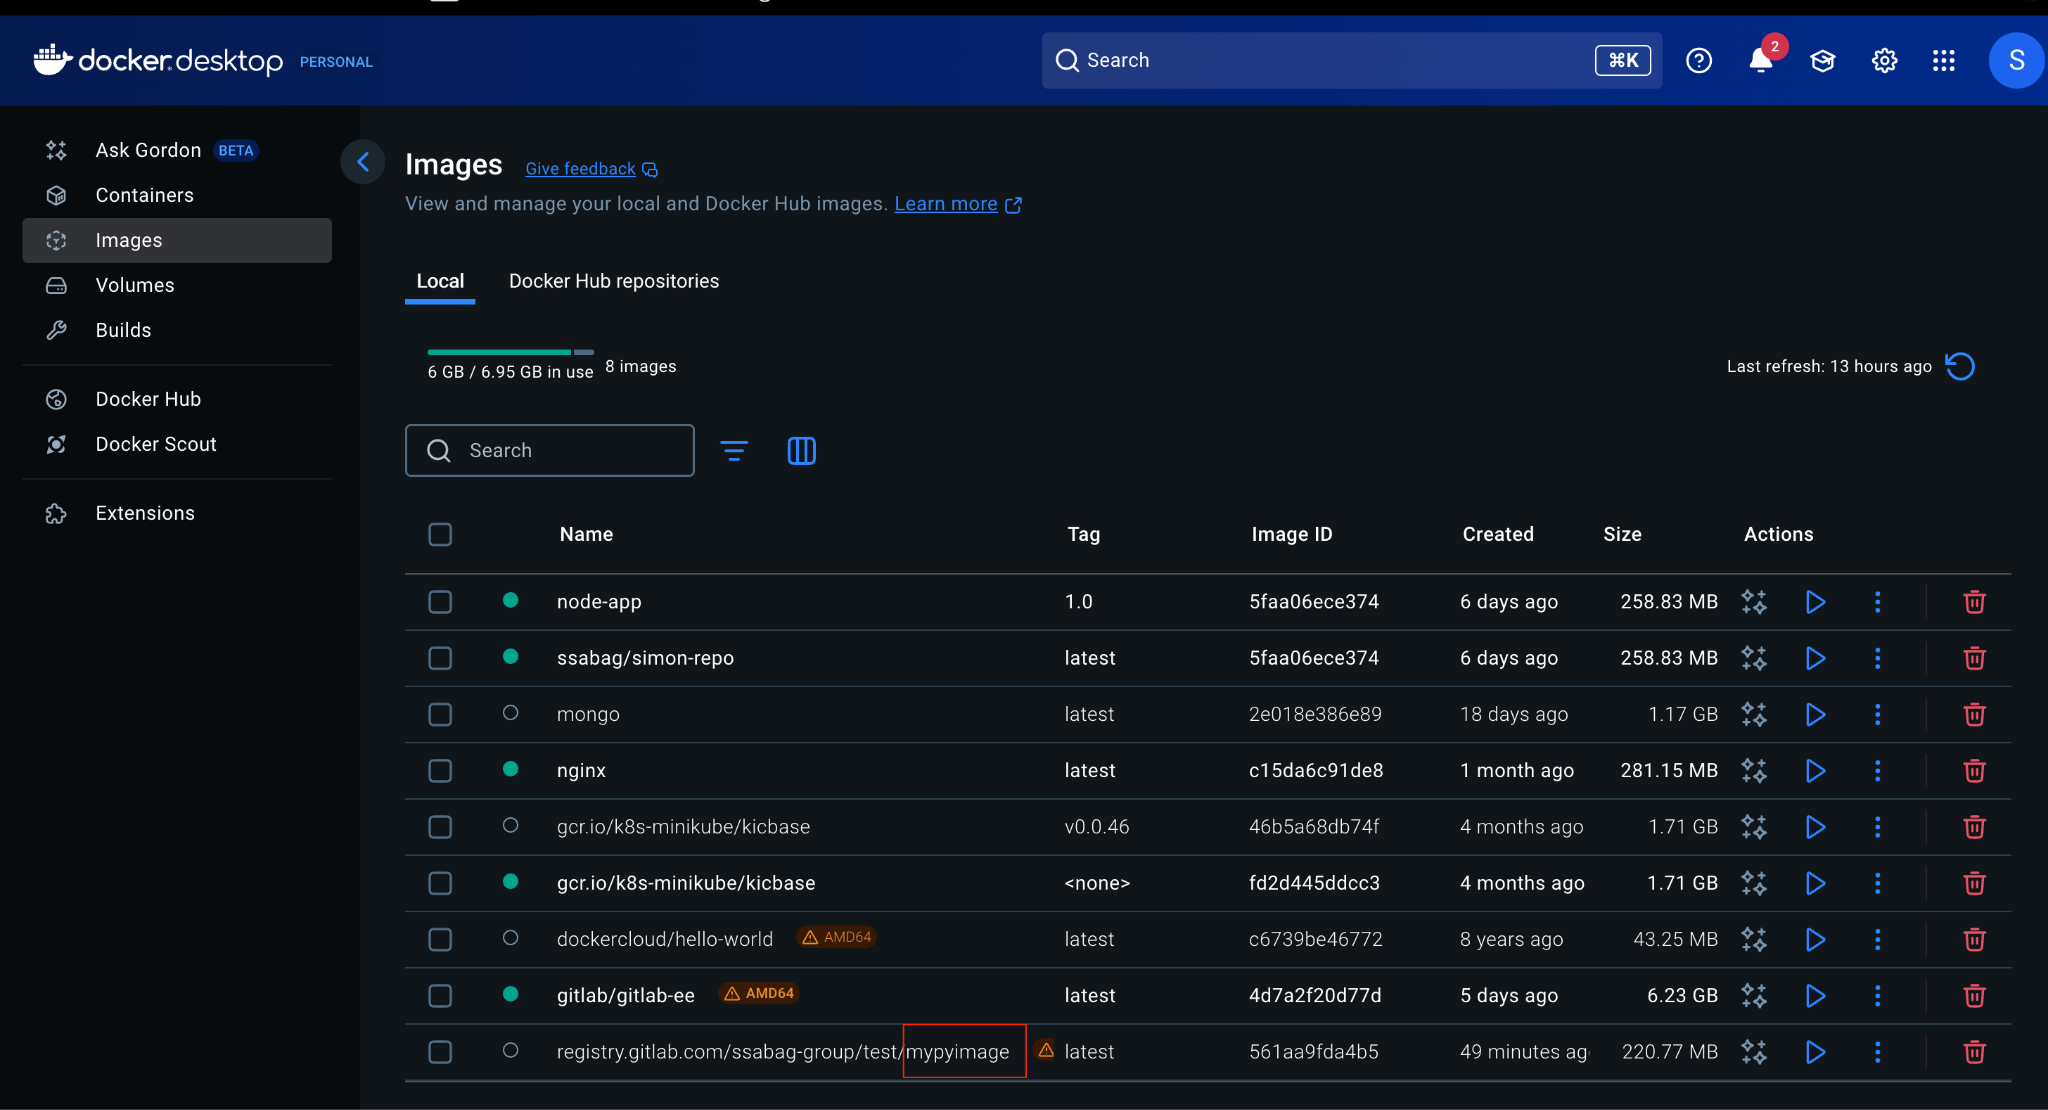 docker.desktop PERSONAL
Search ⌘K
2
S
Ask Gordon BETA
Containers
Images
Volumes
Builds
Docker Hub
Docker Scout
Extensions
Images Give feedback
View and manage your local and Docker Hub images. Learn more
Local Docker Hub repositories
6 GB / 6.95 GB in use 8 images
Last refresh: 13 hours ago
Search
Name Tag Image ID Created Size Actions
node-app 1.0 5faa06ece374 6 days ago 258.83 MB
ssabag/simon-repo latest 5faa06ece374 6 days ago 258.83 MB
mongo latest 2e018e386e89 18 days ago 1.17 GB
nginx latest c15da6c91de8 1 month ago 281.15 MB
gcr.io/k8s-minikube/kicbase v0.0.46 46b5a68db74f 4 months ago 1.71 GB
gcr.io/k8s-minikube/kicbase <none> fd2d445ddcc3 4 months ago 1.71 GB
dockercloud/hello-world AMD64 latest c6739be46772 8 years ago 43.25 MB
gitlab/gitlab-ee AMD64 latest 4d7a2f20d77d 5 days ago 6.23 GB
registry.gitlab.com/ssabag-group/test/mypyimage latest 561aa9fda4b5 49 minutes ag 220.77 MB